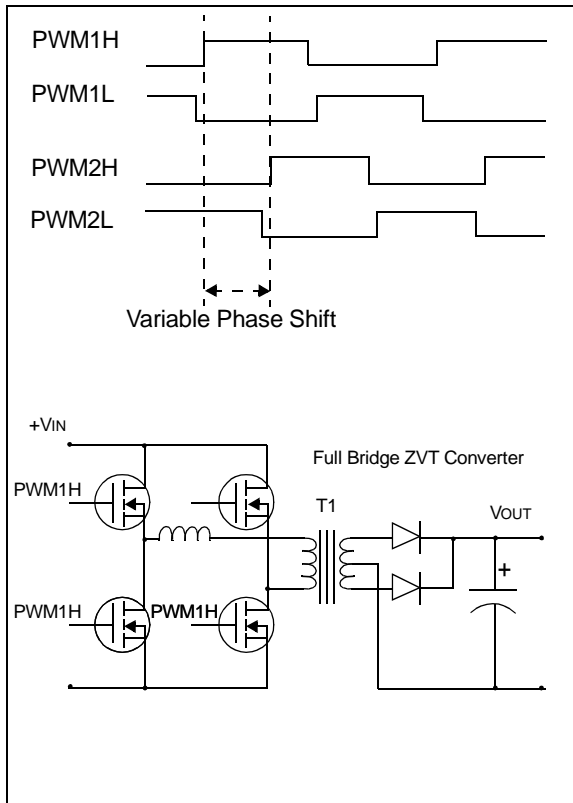 PWM1H
PWM1L
PWM2H
PWM2L
Variable Phase Shift
+VIN
Full Bridge ZVT Converter
PWM1H
T1
VOUT
+
PWM1H
PWM1H